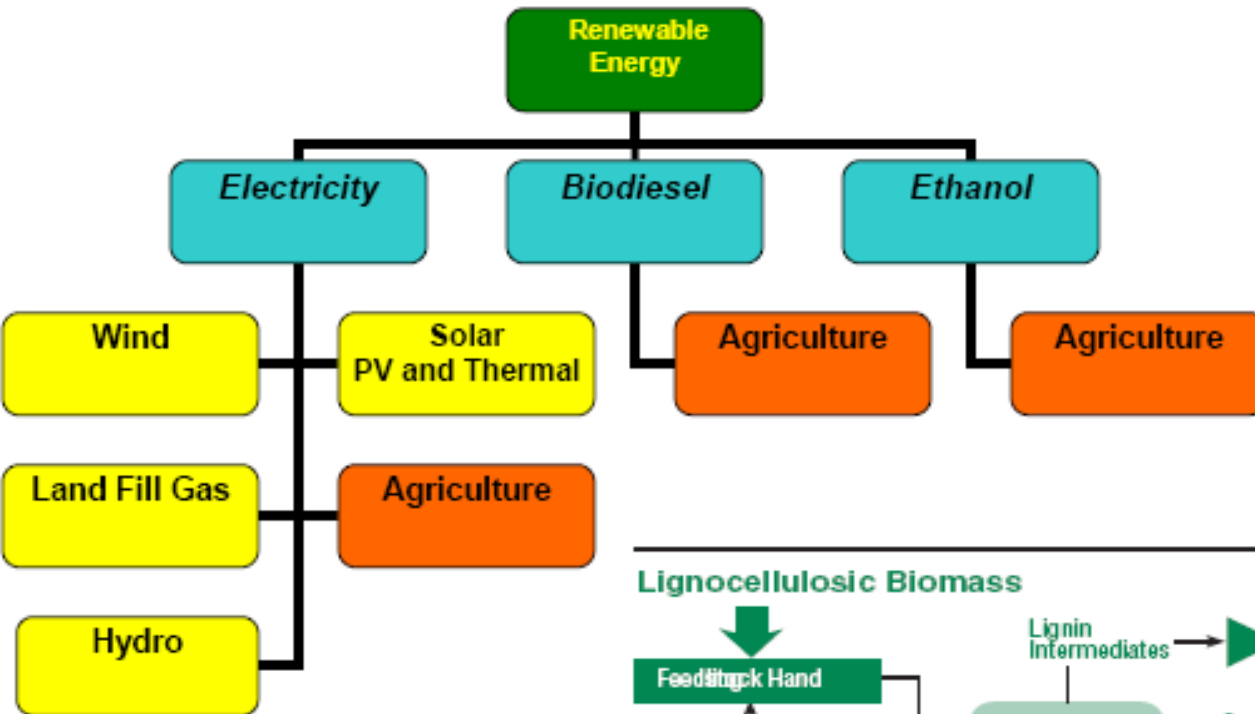 Renewable
Energy
Electricity
Biodiesel
Ethanol
Wind
Solar
PV and Thermal
Agriculture
Agriculture
Land Fill Gas
Agriculture
Hydro
Lignocellulosic Biomass
Lignin
Intermediates
Hand